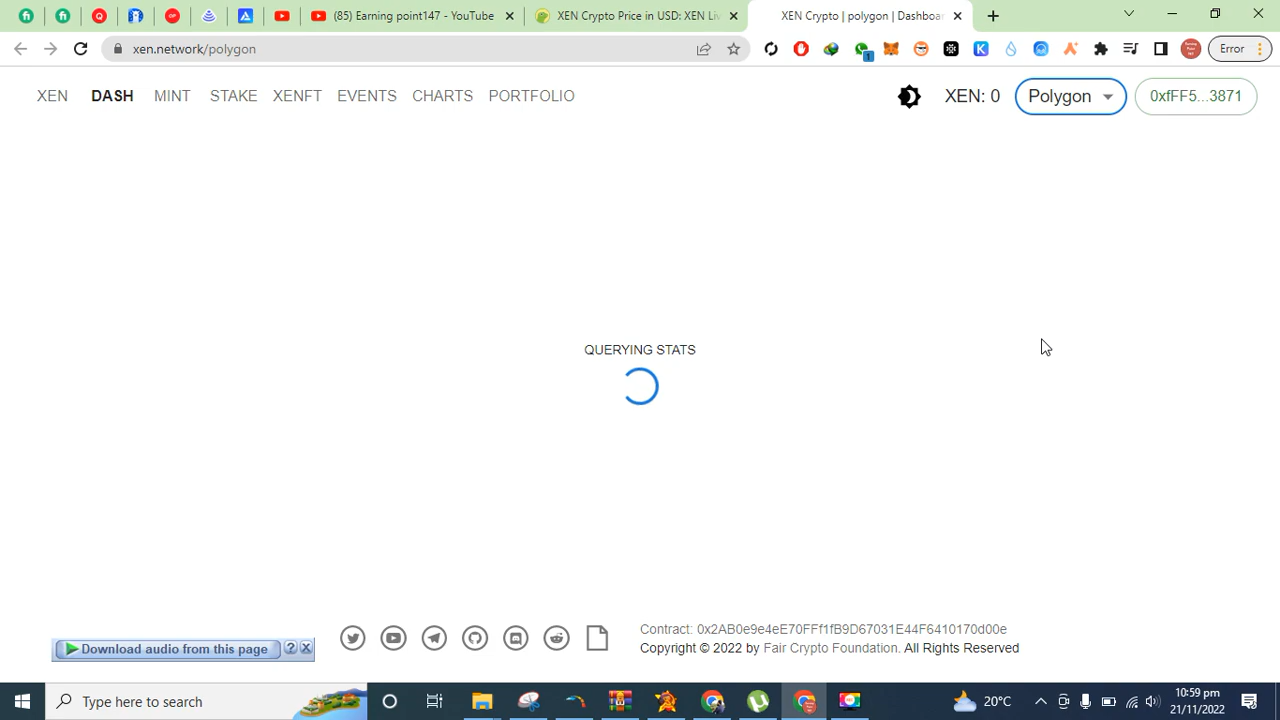 (85) Earning point147 - YouTube
XEN Crypto Price in USD: XEN Liv
XEN Crypto | polygon | Dashboar
xen.network/polygon
1
Error
XEN DASH MINT STAKE XENFT EVENTS CHARTS PORTFOLIO
XEN: 0
Polygon
0xfFF5...3871
QUERYING STATS
Download audio from this page
Contract: 0x2AB0e9e4eE70FFf1fB9D67031E44F6410170d00e
Copyright © 2022 by Fair Crypto Foundation. All Rights Reserved
Type here to search
20°C
10:59 pm
21/11/2022